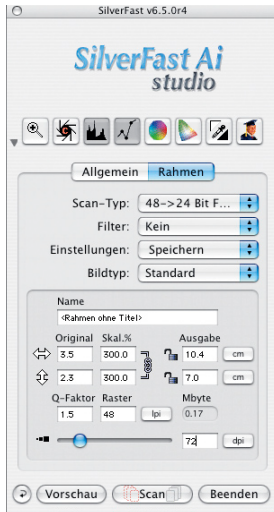 SilverFast v6.5.0r4
SilverFast Ai
studio
Allgemein Rahmen
Scan-Typ: 48->24 Bit F...
Filter: Kein
Einstellungen: Speichern
Bildtyp: Standard
Name
<Rahmen ohne Titel>
Original Skal.% Ausgabe
3.5 300.0 10.4 cm
2.3 300.0 7.0 cm
Q-Faktor Raster Mbyte
1.5 48 lpi 0.17
72 dpi
Vorschau Scan Beenden